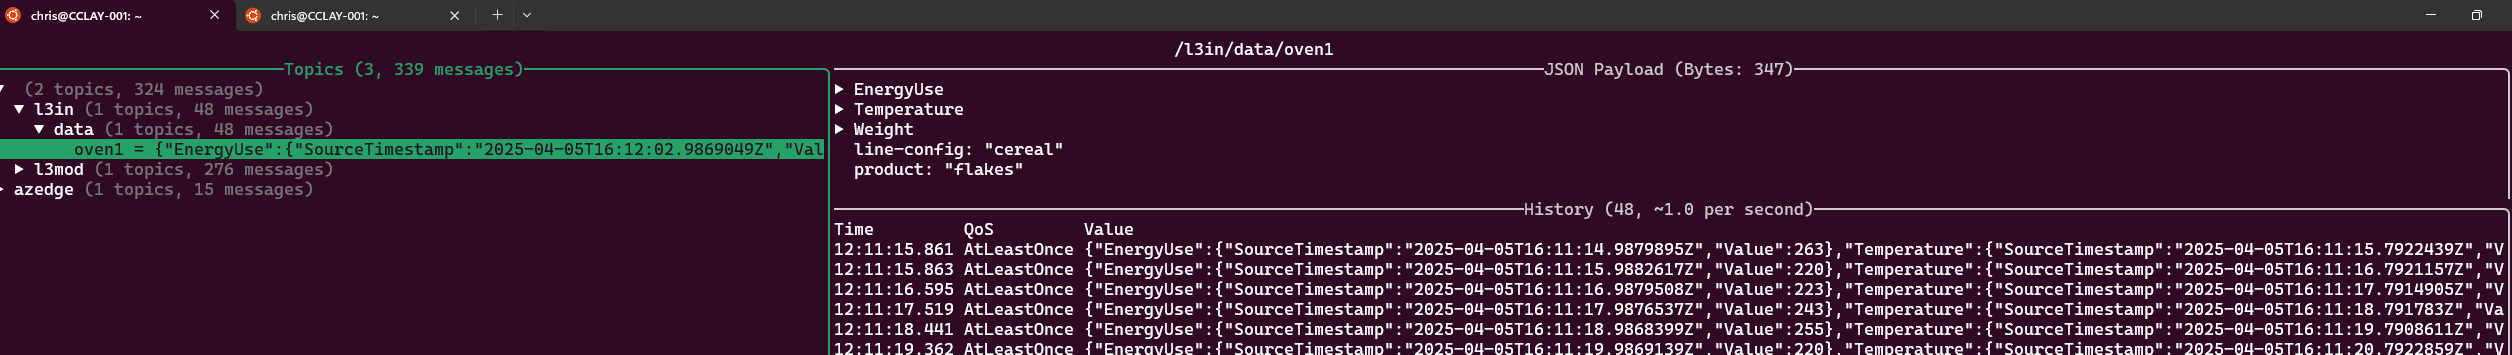 chris@CCLAY-001: ~
chris@CCLAY-001: ~
/l3in/data/oven1
Topics (3, 339 messages)
(2 topics, 324 messages)
l3in (1 topics, 48 messages)
data (1 topics, 48 messages)
oven1 = {"EnergyUse":{"SourceTimestamp":"2025-04-05T16:12:02.9869049Z","Val
l3mod (1 topics, 276 messages)
azedge (1 topics, 15 messages)
JSON Payload (Bytes: 347)
EnergyUse
Temperature
Weight
line-config: "cereal"
product: "flakes"
History (48, ~1.0 per second)
Time QoS Value
12:11:15.861 AtLeastOnce {"EnergyUse":{"SourceTimestamp":"2025-04-05T16:11:14.9879895Z","Value":263},"Temperature":{"SourceTimestamp":"2025-04-05T16:11:15.7922439Z","V
12:11:15.863 AtLeastOnce {"EnergyUse":{"SourceTimestamp":"2025-04-05T16:11:15.9882617Z","Value":220},"Temperature":{"SourceTimestamp":"2025-04-05T16:11:16.7921157Z","V
12:11:16.595 AtLeastOnce {"EnergyUse":{"SourceTimestamp":"2025-04-05T16:11:16.9879508Z","Value":223},"Temperature":{"SourceTimestamp":"2025-04-05T16:11:17.7914905Z","V
12:11:17.519 AtLeastOnce {"EnergyUse":{"SourceTimestamp":"2025-04-05T16:11:17.9876537Z","Value":243},"Temperature":{"SourceTimestamp":"2025-04-05T16:11:18.791783Z","Va
12:11:18.441 AtLeastOnce {"EnergyUse":{"SourceTimestamp":"2025-04-05T16:11:18.9868399Z","Value":255},"Temperature":{"SourceTimestamp":"2025-04-05T16:11:19.7908611Z","V
12:11:19.362 AtLeastOnce {"EnergyUse":{"SourceTimestamp":"2025-04-05T16:11:19.9869139Z","Value":220},"Temperature":{"SourceTimestamp":"2025-04-05T16:11:20.7922859Z","V